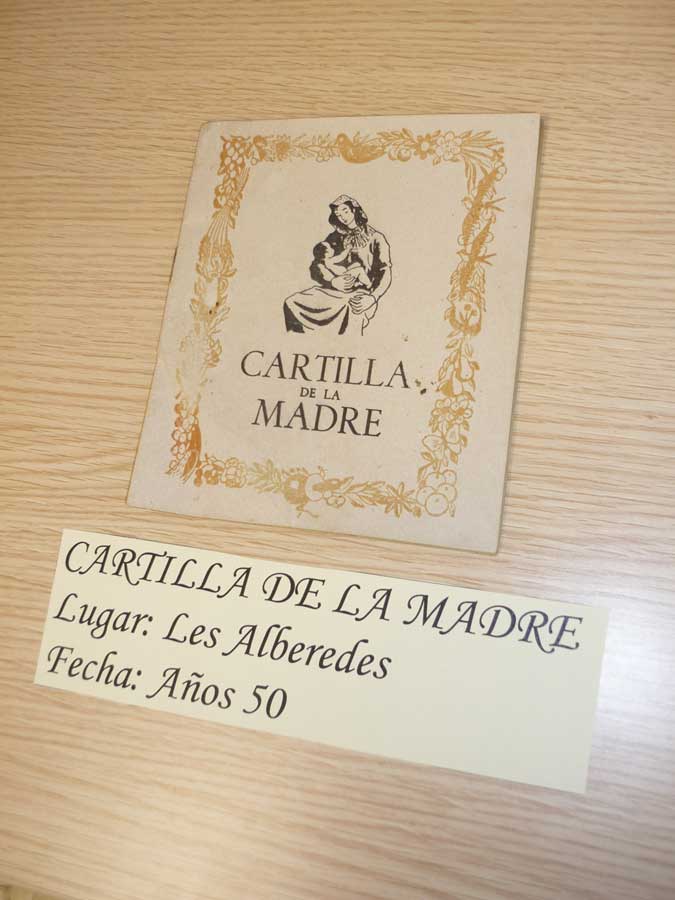 CARTILLA
DE LA
MADRE
CARTILLA DE LA MADRE
Lugar: Les Alberedes
Fecha: Años 50